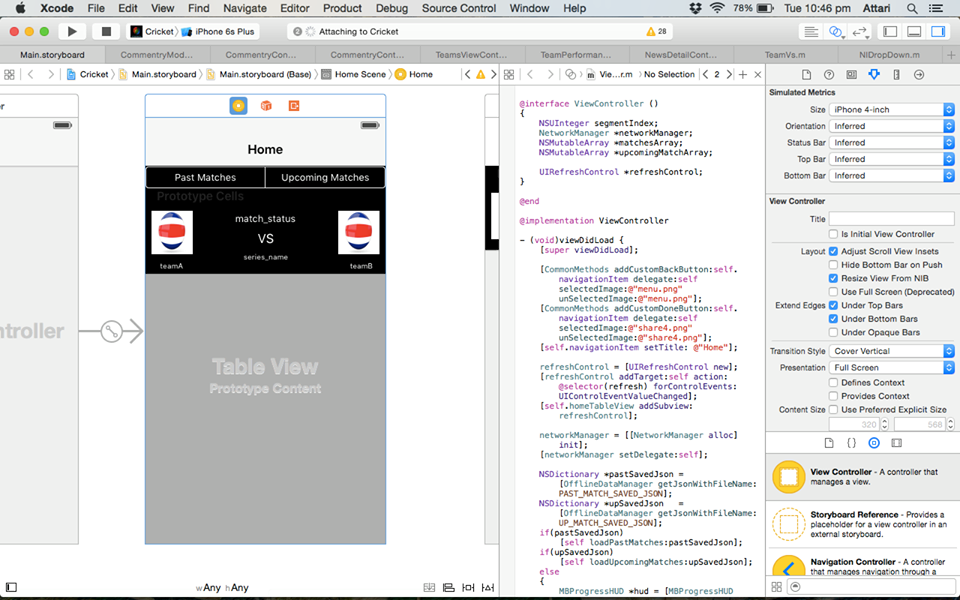 Xcode File Edit View Find Navigate Editor Product Debug Source Control Window Help 78% Tue 10:46 pm Attari
Cricket iPhone 6s Plus 2 Attaching to Cricket 28
Main.storyboard CommentryMod... CommentryCon... CommentryCont... TeamsViewCont... TeamPerforman... NewsDetailCont... TeamVs.m NIDropDown.m
Cricket Main.storyboard Main.storyboard (Base) Home Scene Home
m Vie...r.m No Selection 2
er
Home
Past Matches Upcoming Matches
Prototype Cells
match_status
VS
series_name
teamA teamB
ntroller
Table View
Prototype Content
wAny hAny
@interface ViewController ()
{
NSUInteger segmentIndex;
NetworkManager *networkManager;
NSMutableArray *matchesArray;
NSMutableArray *upcomingMatchArray;
UIRefreshControl *refreshControl;
}
@end
@implementation ViewController
- (void)viewDidLoad {
[super viewDidLoad];
[CommonMethods addCustomBackButton:self.
navigationItem delegate:self
selectedImage:@"menu.png"
unSelectedImage:@"menu.png"];
[CommonMethods addCustomDoneButton:self.
navigationItem delegate:self
selectedImage:@"share4.png"
unSelectedImage:@"share4.png"];
[self.navigationItem setTitle: @"Home"];
refreshControl = [UIRefreshControl new];
[refreshControl addTarget:self action:
@selector(refresh) forControlEvents:
UIControlEventValueChanged];
[self.homeTableView addSubview:
refreshControl];
networkManager = [[NetworkManager alloc]
init];
[networkManager setDelegate:self];
NSDictionary *pastSavedJson =
[OfflineDataManager getJsonWithFileName:
PAST_MATCH_SAVED_JSON];
NSDictionary *upSavedJson =
[OfflineDataManager getJsonWithFileName:
UP_MATCH_SAVED_JSON];
if(pastSavedJson)
[self loadPastMatches:pastSavedJson];
if(upSavedJson)
[self loadUpcomingMatches:upSavedJson];
else
{
MBProgressHUD *hud = [MBProgressHUD
Simulated Metrics
Size iPhone 4-inch
Orientation Inferred
Status Bar Inferred
Top Bar Inferred
Bottom Bar Inferred
View Controller
Title
Is Initial View Controller
Layout Adjust Scroll View Insets
Hide Bottom Bar on Push
Resize View From NIB
Use Full Screen (Deprecated)
Extend Edges Under Top Bars
Under Bottom Bars
Under Opaque Bars
Transition Style Cover Vertical
Presentation Full Screen
Defines Context
Provides Context
Content Size Use Preferred Explicit Size
320 568
{ }
View Controller - A controller that
manages a view.
Storyboard Reference - Provides a
placeholder for a view controller in an
external storyboard.
Navigation Controller - A controller
that manages navigation through a